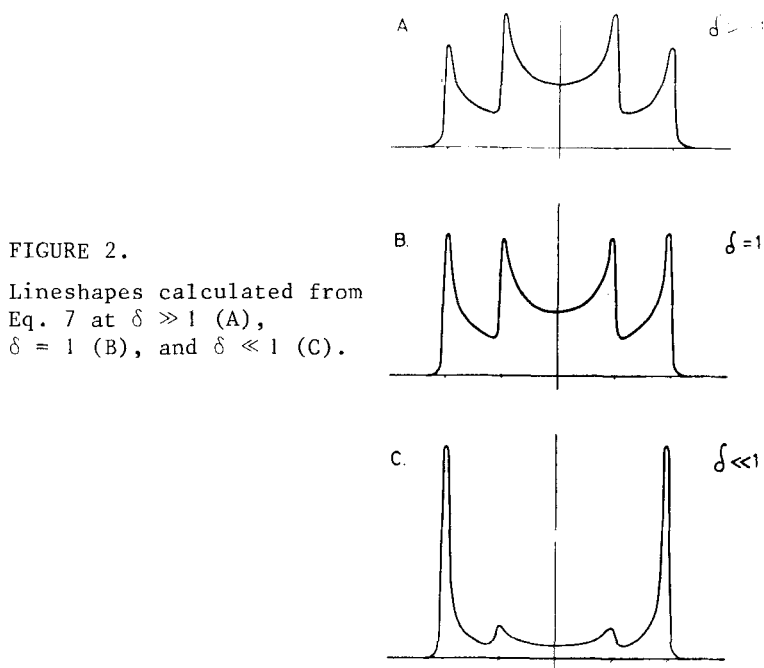 A
δ
B.
δ=1
FIGURE 2.
Lineshapes calculated from
Eq. 7 at δ ≫ 1 (A),
δ = 1 (B), and δ ≪ 1 (C).
C.
δ≪1